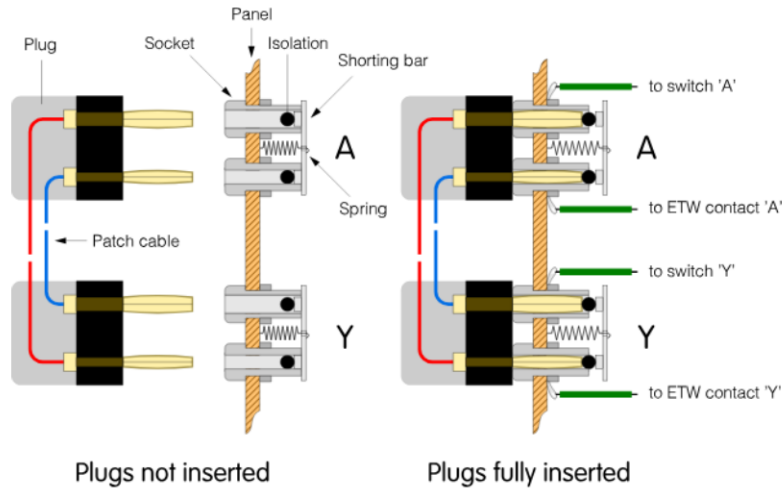 Panel
Plug
Socket
Isolation
Shorting bar
to switch 'A'
A
A
Spring
to ETW contact 'A'
Patch cable
to switch 'Y'
Y
Y
to ETW contact 'Y'
Plugs not inserted
Plugs fully inserted